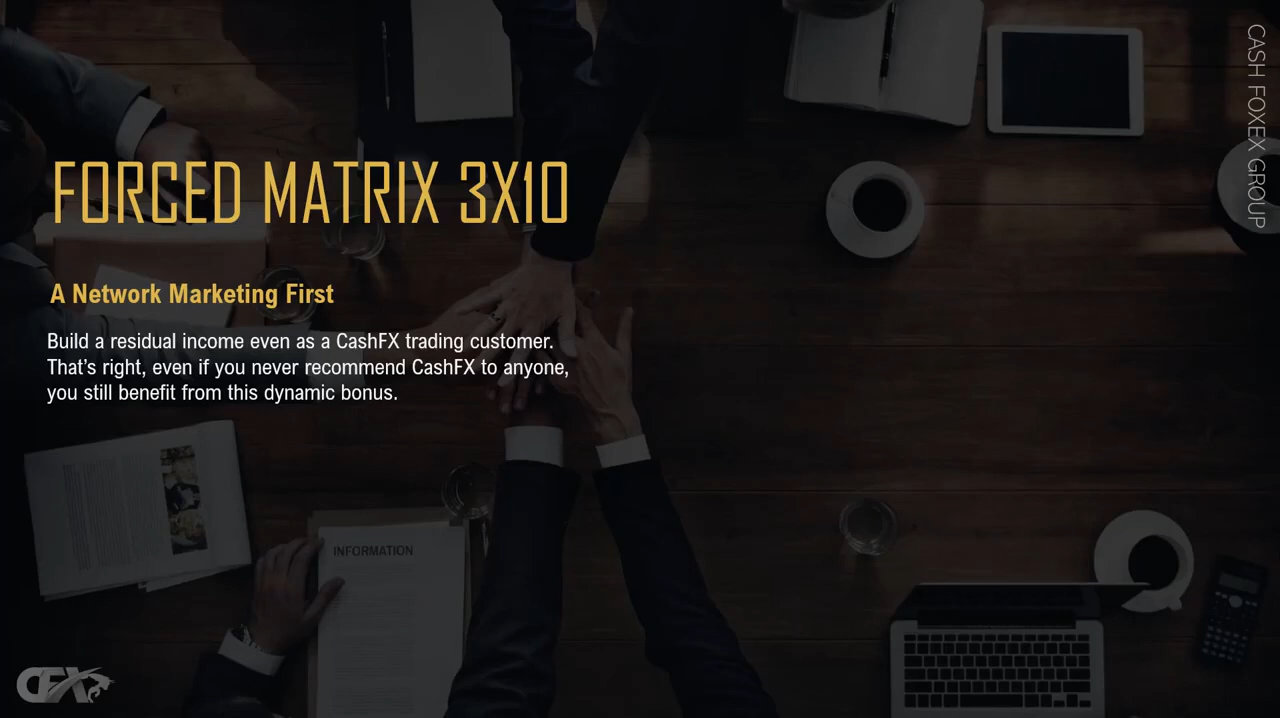 CASH FOXEX GROUP
FORCED MATRIX 3X10
A Network Marketing First
Build a residual income even as a CashFX trading customer.
That's right, even if you never recommend CashFX to anyone,
you still benefit from this dynamic bonus.
INFORMATION
CFX